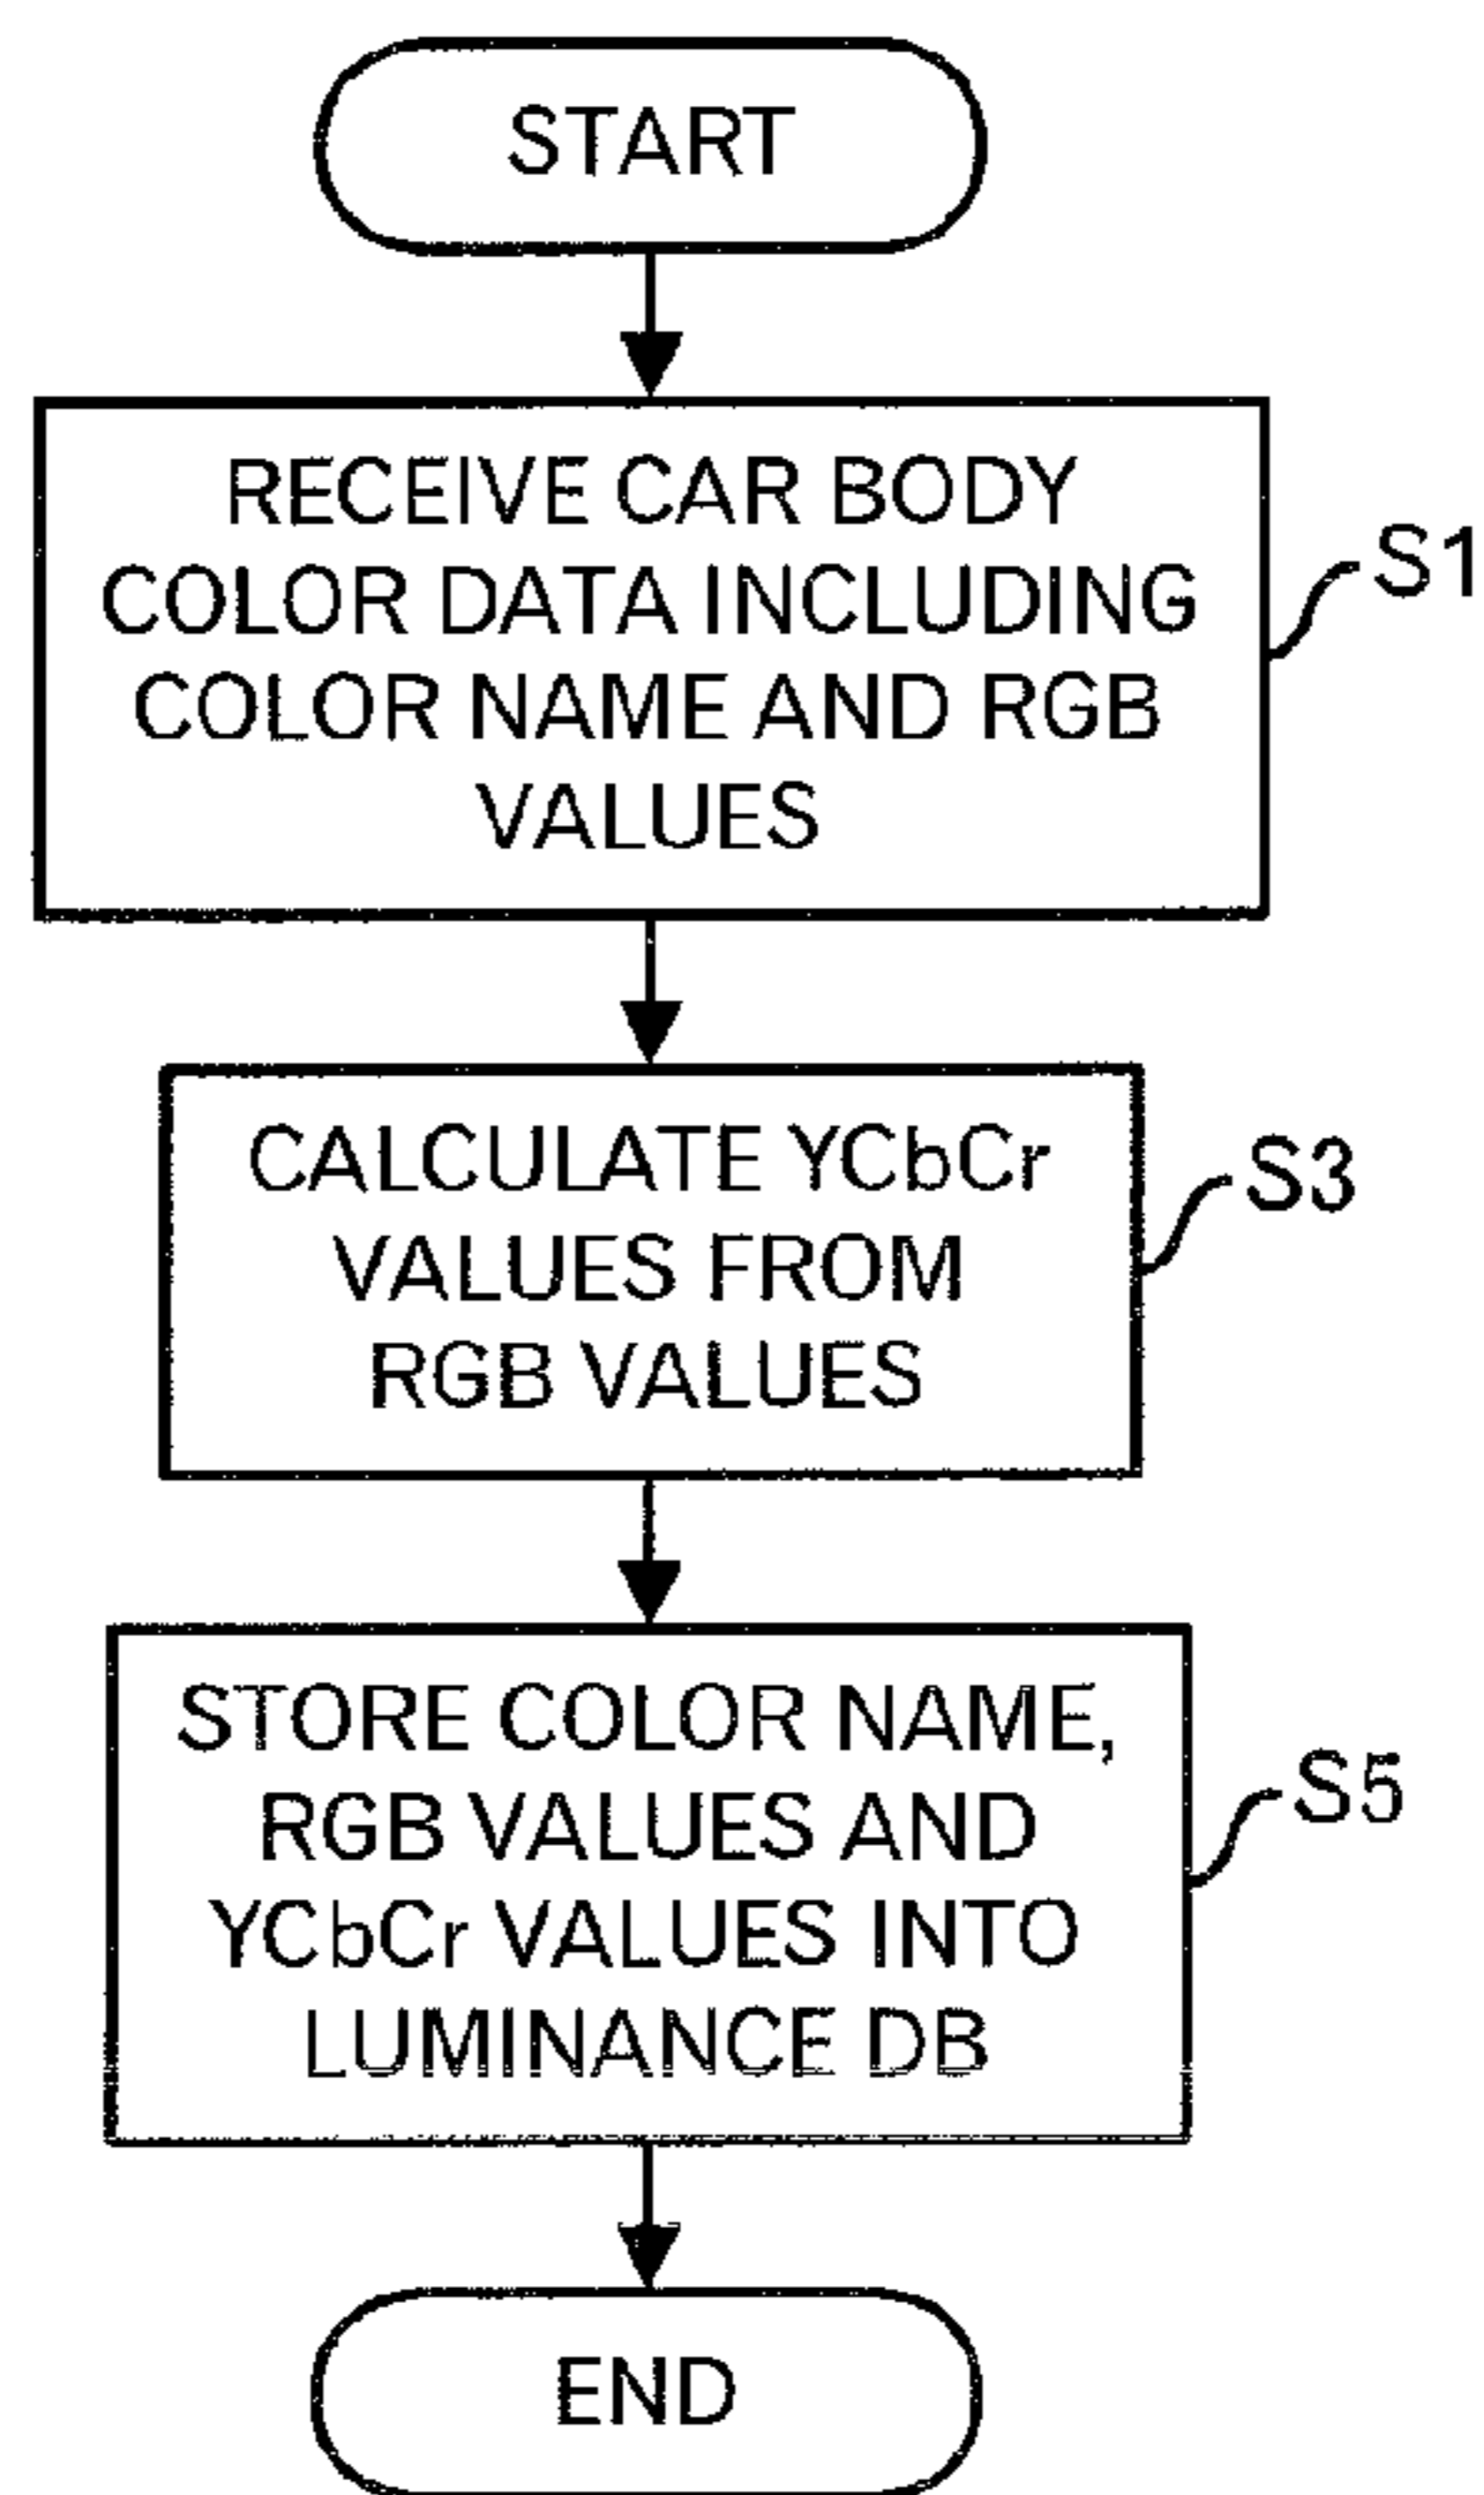 START
RECEIVE CAR BODY
COLOR DATA INCLUDING
COLOR NAME AND RGB
VALUES
S1
CALCULATE YCbCr
VALUES FROM
RGB VALUES
S3
STORE COLOR NAME,
RGB VALUES AND
YCbCr VALUES INTO
LUMINANCE DB
S5
END